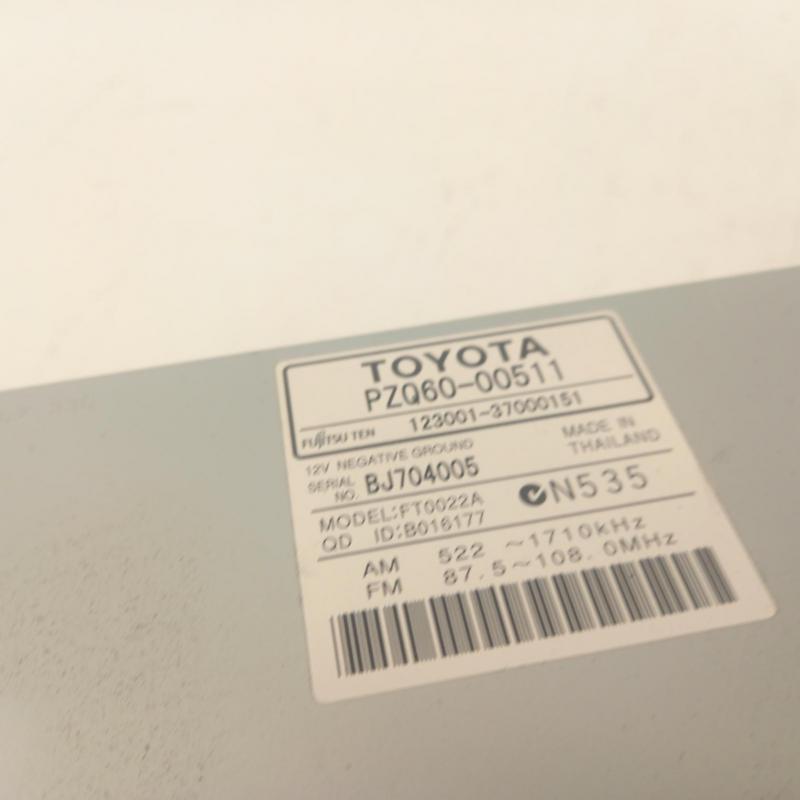 TOYOTA
PZQ60-00511
FUJITSU TEN 123001-37000151
12V NEGATIVE GROUND
MADE IN THAILAND
SERIAL NO. BJ704005
MODEL:FT0022A
N535
QD ID:B016177
AM 522 ~1710kHz
FM 87.5~108.0MHz